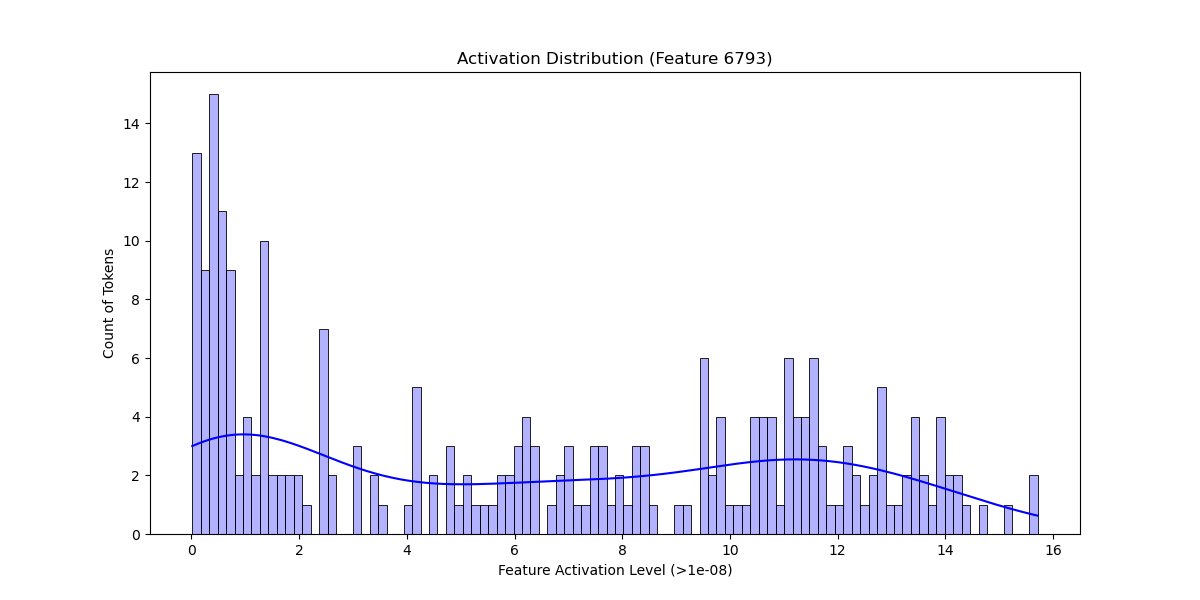 Activation Distribution (Feature 6793)
Count of Tokens
14
12
10
8
6
4
2
0
0 2 4 6 8 10 12 14 16
Feature Activation Level (>1e-08)